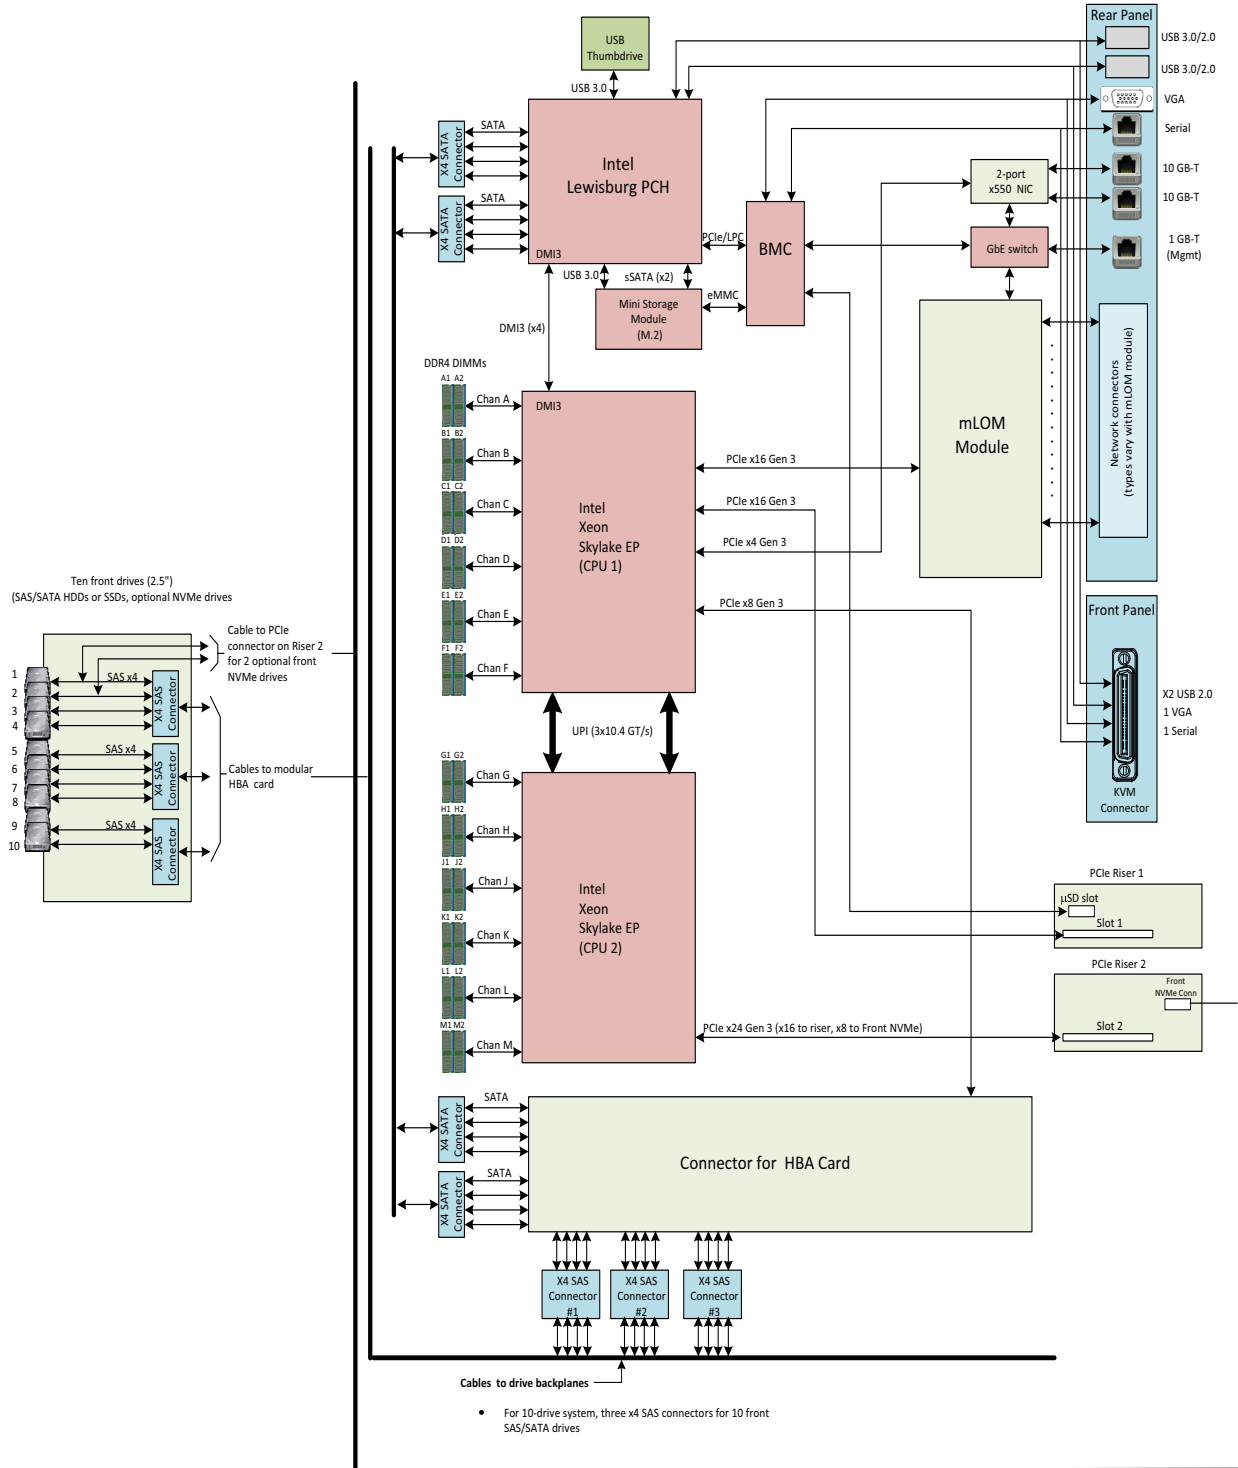 USB
Thumbdrive
USB 3.0
Rear Panel
USB 3.0/2.0
USB 3.0/2.0
VGA
Serial
10 GB-T
10 GB-T
1 GB-T
(Mgmt)
Network connectors
(types vary with mLOM module)
X4 SATA
Connector
SATA
X4 SATA
Connector
SATA
Intel
Lewisburg PCH
DMI3
PCIe/LPC
BMC
2-port
x550 NIC
GbE switch
USB 3.0
sSATA (x2)
Mini Storage
Module
(M.2)
eMMC
DMI3 (x4)
mLOM
Module
DDR4 DIMMs
A1 A2
Chan A
B1 B2
Chan B
C1 C2
Chan C
D1 D2
Chan D
E1 E2
Chan E
F1 F2
Chan F
DMI3
Intel
Xeon
Skylake EP
(CPU 1)
PCIe x16 Gen 3
PCIe x16 Gen 3
PCIe x4 Gen 3
PCIe x8 Gen 3
UPI (3x10.4 GT/s)
Front Panel
X2 USB 2.0
1 VGA
1 Serial
KVM
Connector
Ten front drives (2.5")
(SAS/SATA HDDs or SSDs, optional NVMe drives
Cable to PCIe
connector on Riser 2
for 2 optional front
NVMe drives
1
2
3
4
5
6
7
8
9
10
SAS x4
X4 SAS
Connector
SAS x4
X4 SAS
Connector
SAS x4
X4 SAS
Connector
Cables to modular
HBA card
G1 G2
Chan G
H1 H2
Chan H
J1 J2
Chan J
K1 K2
Chan K
L1 L2
Chan L
M1 M2
Chan M
Intel
Xeon
Skylake EP
(CPU 2)
PCIe x24 Gen 3 (x16 to riser, x8 to Front NVMe)
PCIe Riser 1
µSD slot
Slot 1
PCIe Riser 2
Front
NVMe Conn
Slot 2
X4 SATA
Connector
SATA
X4 SATA
Connector
SATA
Connector for HBA Card
X4 SAS
Connector
#1
X4 SAS
Connector
#2
X4 SAS
Connector
#3
Cables to drive backplanes
• For 10-drive system, three x4 SAS connectors for 10 front
SAS/SATA drives